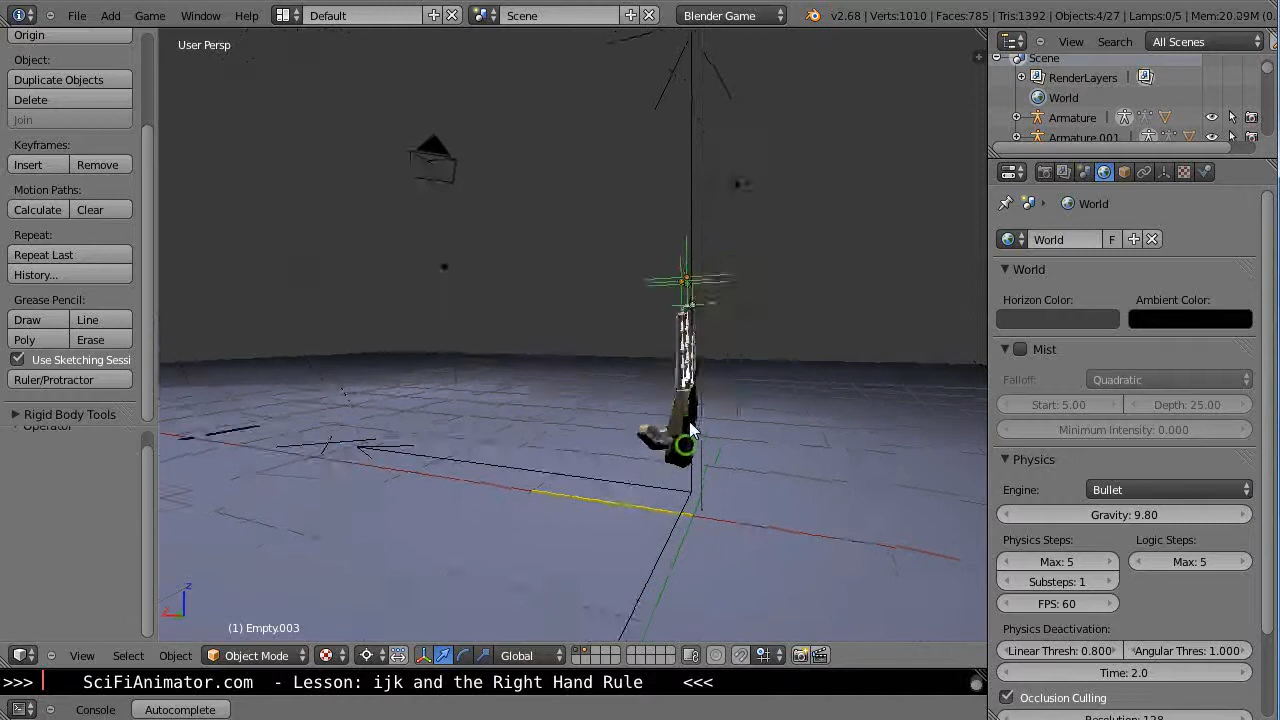 File Add Game Window Help Default Scene Blender Game v2.68 | Verts:1010 | Faces:785 | Tris:1392 | Objects:4/27 | Lamps:0/5 | Mem:20.09M (0.
Origin
User Persp
View Search All Scenes
Object:
Scene
Duplicate Objects
RenderLayers
Delete
World
Join
Armature
Armature.001
Keyframes:
Insert Remove
Motion Paths:
Calculate Clear
World
Repeat:
World F
Repeat Last
History...
World
Grease Pencil:
Horizon Color: Ambient Color:
Draw Line
Poly Erase
Mist
Use Sketching Sessi
Falloff: Quadratic
Ruler/Protractor
Start: 5.00 Depth: 25.00
Rigid Body Tools
Operator
Minimum Intensity: 0.000
Physics
Engine: Bullet
Gravity: 9.80
Physics Steps: Logic Steps:
Max: 5 Max: 5
Substeps: 1
FPS: 60
z
x
(1) Empty.003
Physics Deactivation:
Linear Thresh: 0.800 Angular Tres: 1.000
View Select Object Object Mode Global
Time: 2.0
>>> SciFiAnimator.com - Lesson: ijk and the Right Hand Rule <<<
Occlusion Culling
Console Autocomplete
Resolution: 128